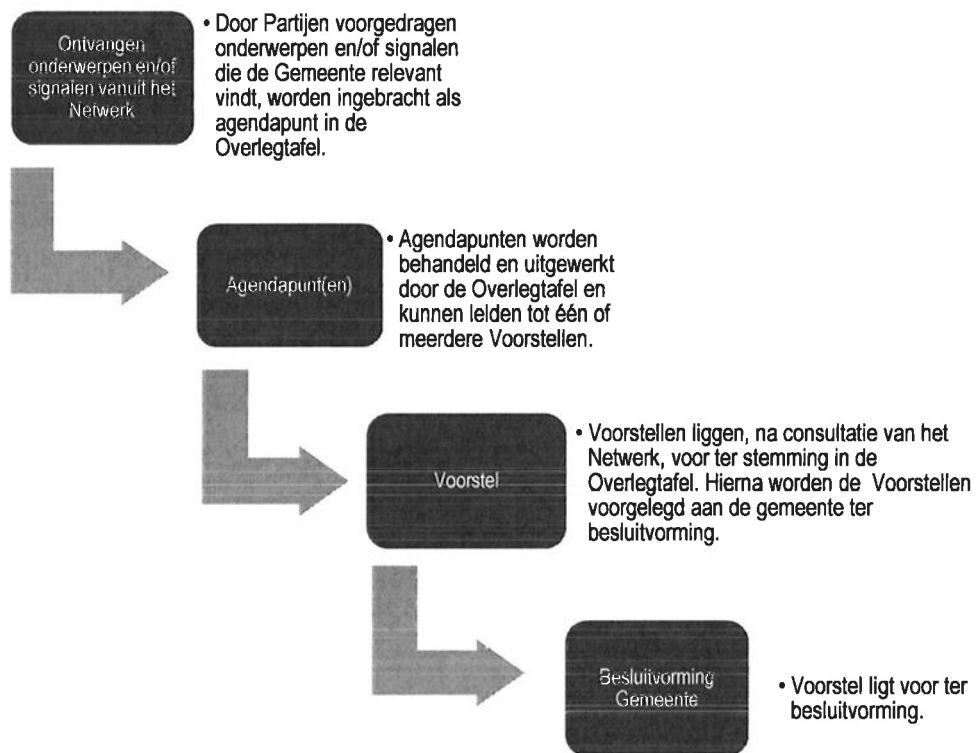 Ontvangen
onderwerpen en/of
signalen vanuit het
Netwerk
• Door Partijen voorgedragen
onderwerpen en/of signalen
die de Gemeente relevant
vindt, worden ingebracht als
agendapunt in de
Overlegtafel.
Agendapunt(en)
• Agendapunten worden
behandeld en uitgewerkt
door de Overlegtafel en
kunnen leiden tot één of
meerdere Voorstellen.
Voorstel
• Voorstellen liggen, na consultatie van het
Netwerk, voor ter stemming in de
Overlegtafel. Hierna worden de Voorstellen
voorgelegd aan de gemeente ter
besluitvorming.
Besluitvorming
Gemeente
• Voorstel ligt voor ter
besluitvorming.